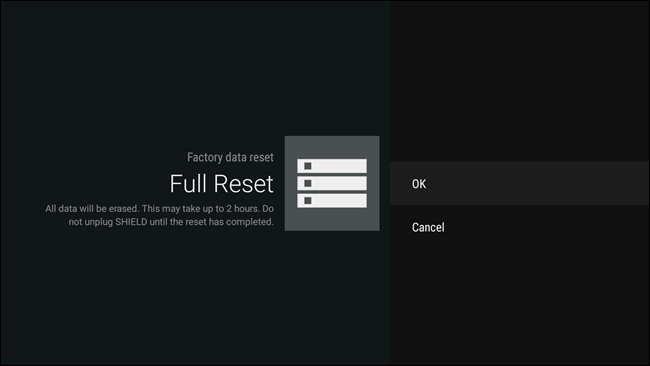 Factory data reset
Full Reset
All data will be erased. This may take up to 2 hours. Do
not unplug SHIELD until the reset has completed.
OK
Cancel